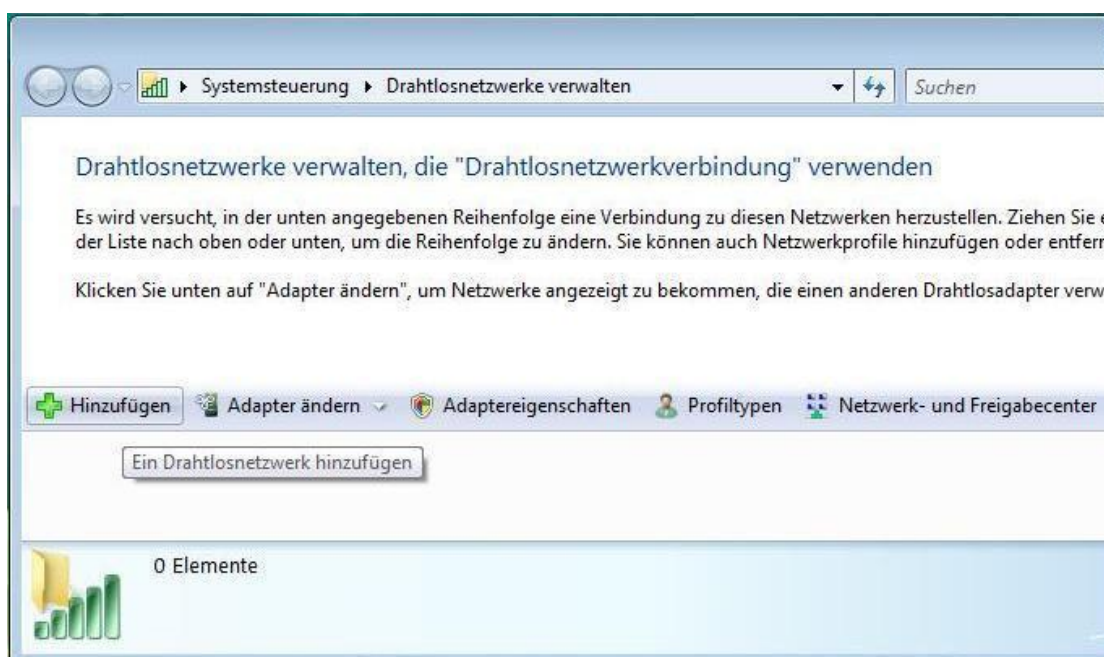 Systemsteuerung Drahtlosnetzwerke verwalten Suchen
Drahtlosnetzwerke verwalten, die "Drahtlosnetzwerkverbindung" verwenden
Es wird versucht, in der unten angegebenen Reihenfolge eine Verbindung zu diesen Netzwerken herzustellen. Ziehen Sie
der Liste nach oben oder unten, um die Reihenfolge zu ändern. Sie können auch Netzwerkprofile hinzufügen oder entfern
Klicken Sie unten auf "Adapter ändern", um Netzwerke angezeigt zu bekommen, die einen anderen Drahtlosadapter verw
Hinzufügen Adapter ändern Adaptereigenschaften Profiltypen Netzwerk- und Freigabecenter
Ein Drahtlosnetzwerk hinzufügen
0 Elemente